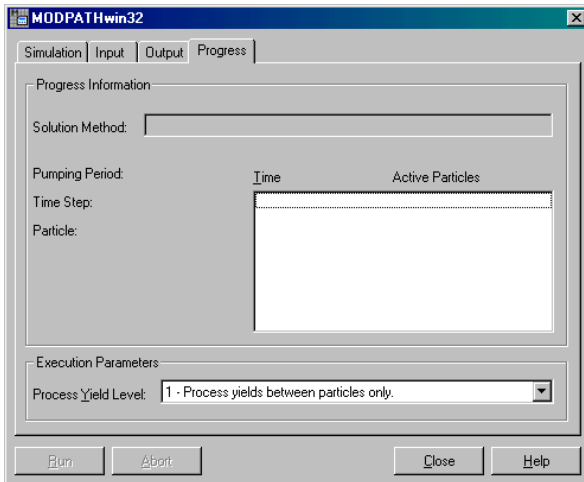 MODPATHwin32
Simulation Input Output Progress
Progress Information
Solution Method:
Pumping Period:
Time Active Particles
Time Step:
Particle:
Execution Parameters
Process Yield Level: 1 - Process yields between particles only.
Run Abort Close Help